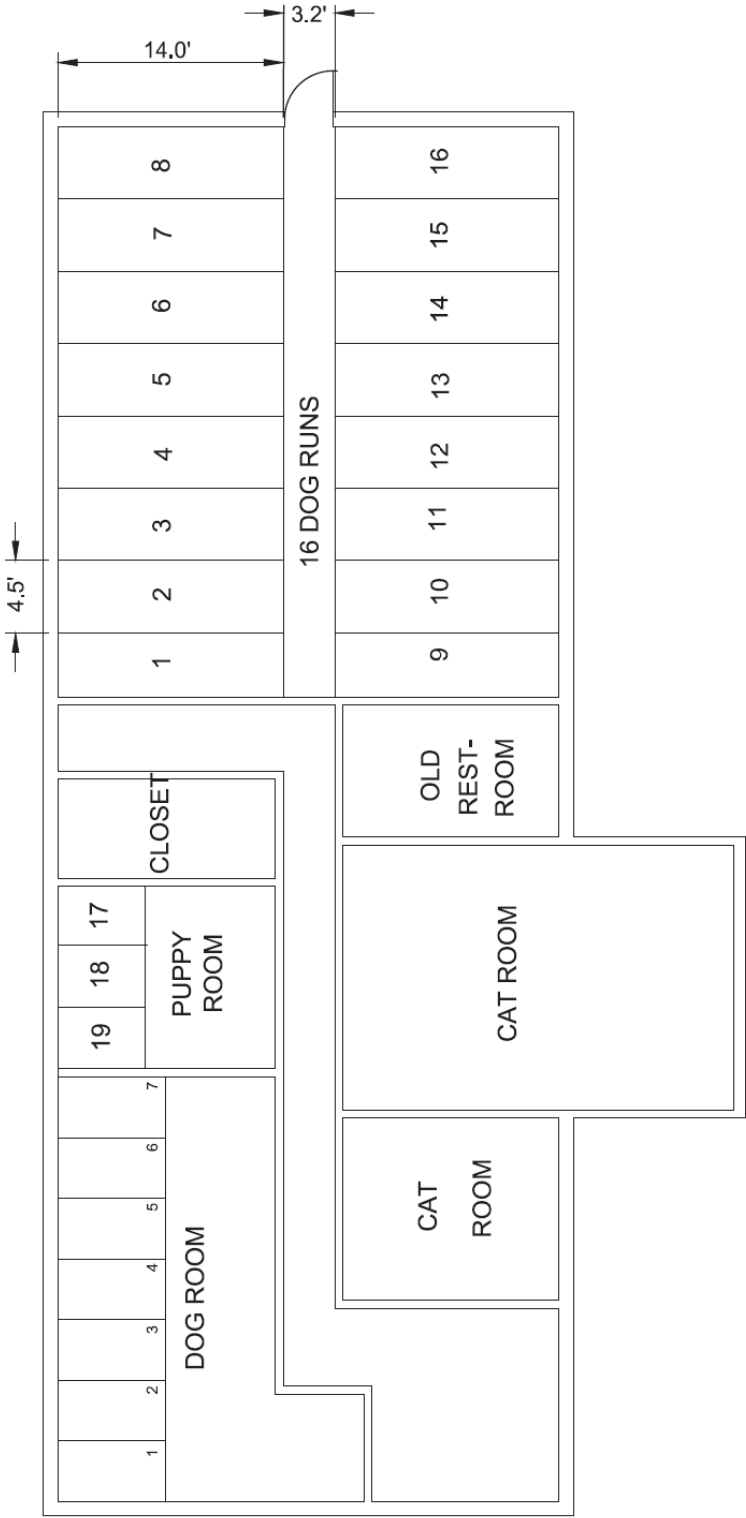 3.2'
14.0'
4.5'
8
7
6
5
4
3
2
1
16 DOG RUNS
16
15
14
13
12
11
10
9
CLOSET
OLD
REST-
ROOM
17
18
19
PUPPY
ROOM
CAT ROOM
7
6
5
4
3
2
1
DOG ROOM
CAT
ROOM